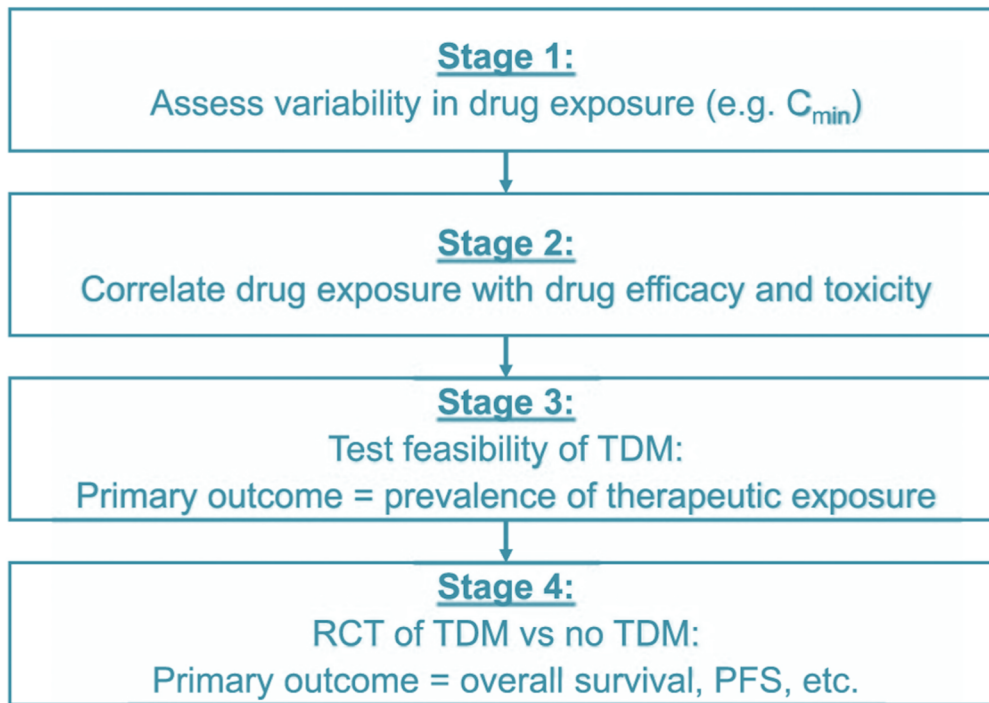 Stage 1:
Assess variability in drug exposure (e.g. Cmin)
Stage 2:
Correlate drug exposure with drug efficacy and toxicity
Stage 3:
Test feasibility of TDM:
Primary outcome = prevalence of therapeutic exposure
Stage 4:
RCT of TDM vs no TDM:
Primary outcome = overall survival, PFS, etc.